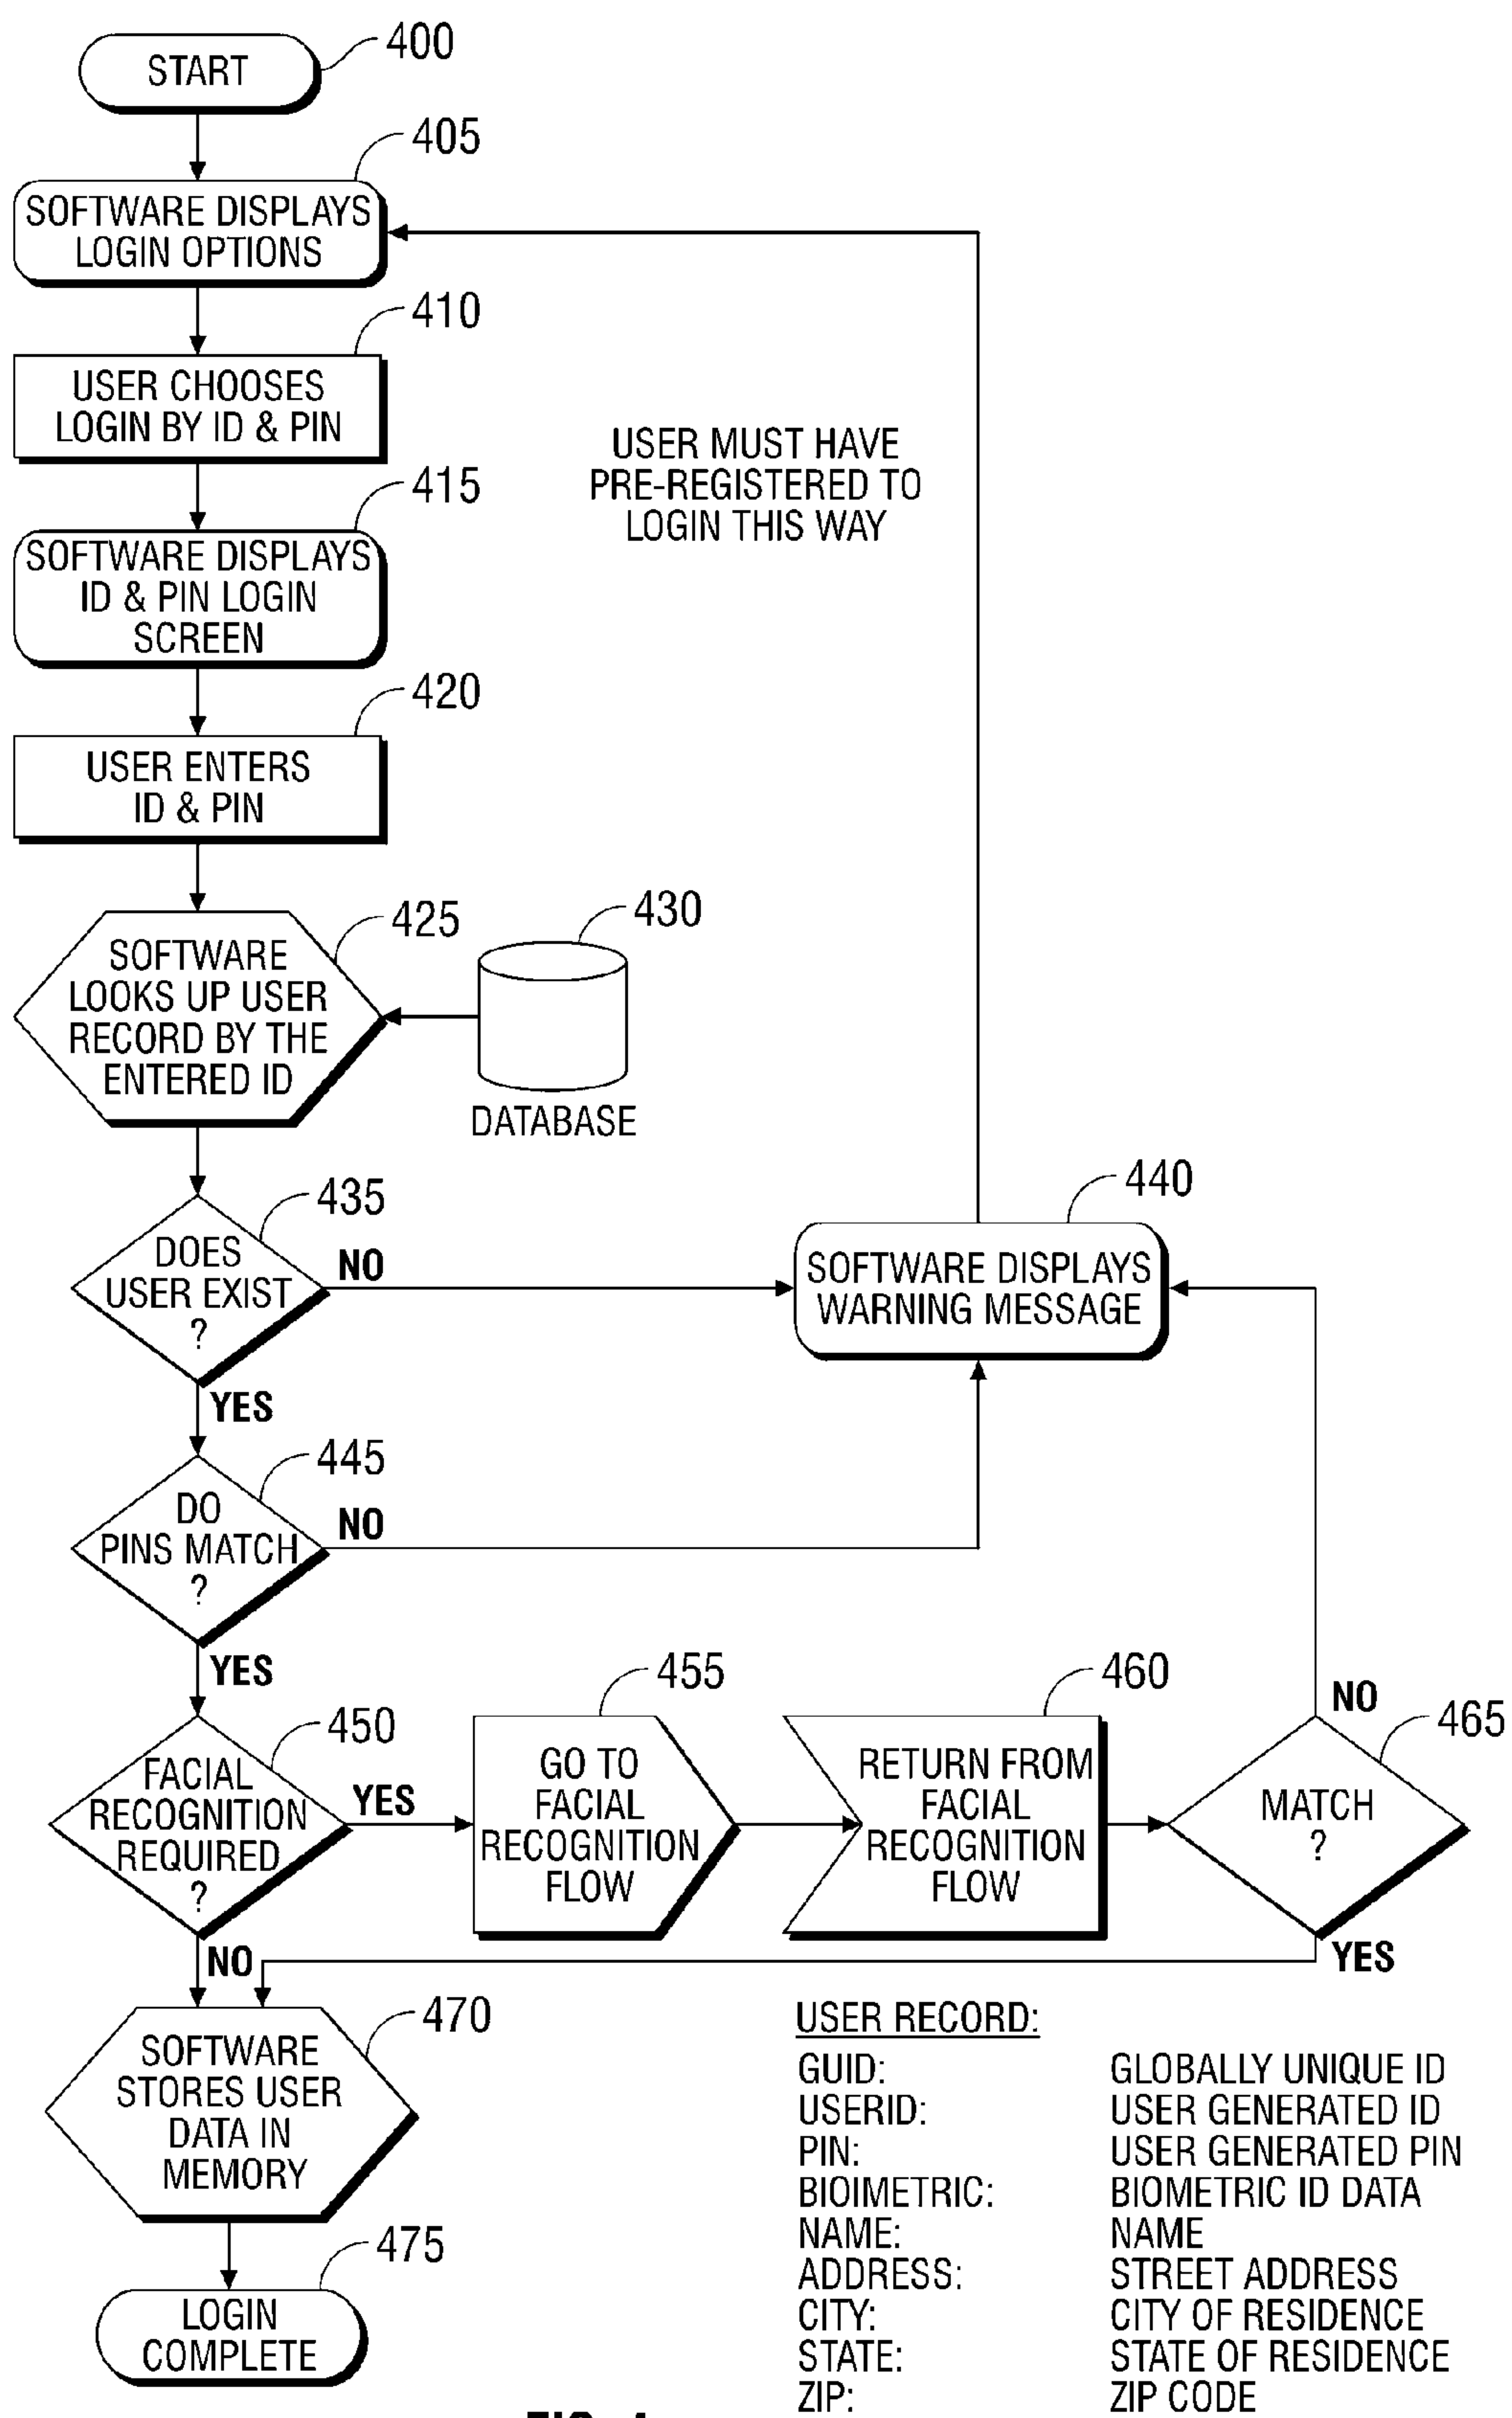 START
400
405
SOFTWARE DISPLAYS
LOGIN OPTIONS
410
USER CHOOSES
LOGIN BY ID & PIN
USER MUST HAVE
PRE-REGISTERED TO
LOGIN THIS WAY
415
SOFTWARE DISPLAYS
ID & PIN LOGIN
SCREEN
420
USER ENTERS
ID & PIN
425
SOFTWARE
LOOKS UP USER
RECORD BY THE
ENTERED ID
430
DATABASE
435
DOES
USER EXIST
?
NO
YES
440
SOFTWARE DISPLAYS
WARNING MESSAGE
445
DO
PINS MATCH
?
NO
YES
450
FACIAL
RECOGNITION
REQUIRED
?
YES
NO
455
GO TO
FACIAL
RECOGNITION
FLOW
460
RETURN FROM
FACIAL
RECOGNITION
FLOW
NO
465
MATCH
?
YES
470
SOFTWARE
STORES USER
DATA IN
MEMORY
475
LOGIN
COMPLETE
USER RECORD:
GUID: GLOBALLY UNIQUE ID
USERID: USER GENERATED ID
PIN: USER GENERATED PIN
BIOIMETRIC: BIOMETRIC ID DATA
NAME: NAME
ADDRESS: STREET ADDRESS
CITY: CITY OF RESIDENCE
STATE: STATE OF RESIDENCE
ZIP: ZIP CODE